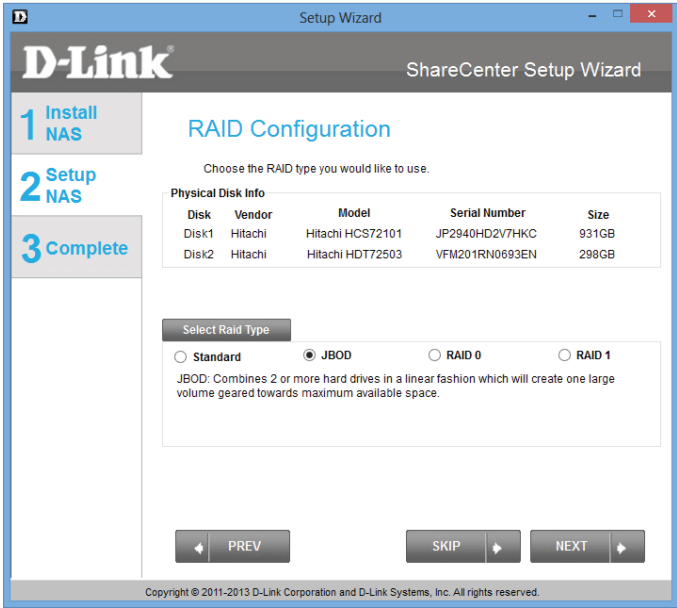 D
Setup Wizard
D-Link®
ShareCenter Setup Wizard
1 Install NAS
2 Setup NAS
3 Complete
RAID Configuration
Choose the RAID type you would like to use.
Physical Disk Info
Disk Vendor Model Serial Number Size
Disk1 Hitachi Hitachi HCS72101 JP2940HD2V7HKC 931GB
Disk2 Hitachi Hitachi HDT72503 VFM201RN0693EN 298GB
Select Raid Type
Standard JBOD RAID 0 RAID 1
JBOD: Combines 2 or more hard drives in a linear fashion which will create one large
volume geared towards maximum available space.
PREV SKIP NEXT
Copyright © 2011-2013 D-Link Corporation and D-Link Systems, Inc. All rights reserved.